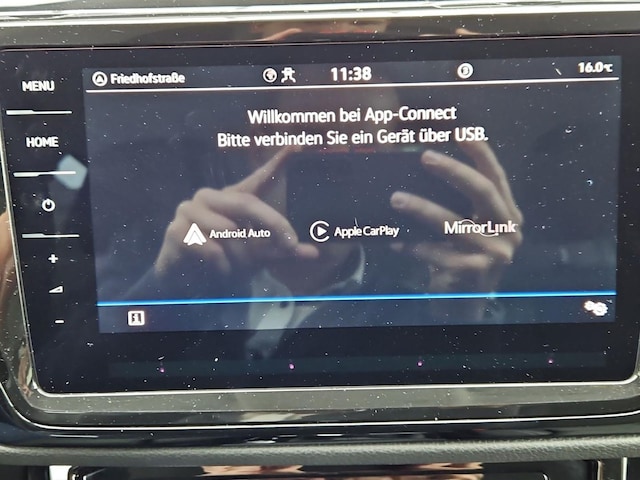 MENU
HOME
Friedhofstraße
11:38
16.0°C
Willkommen bei App-Connect
Bitte verbinden Sie ein Gerät über USB.
Android Auto
Apple CarPlay
MirrorLink
+
-
i